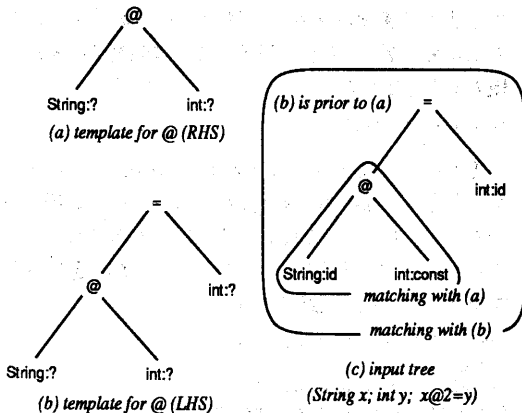 @
String:?
int:?
(a) template for @ (RHS)
=
@
int:?
String:?
int:?
(b) template for @ (LHS)
(b) is prior to (a)
=
@
int:id
String:id
int:const
matching with (a)
matching with (b)
(c) input tree
(String x; int y; x@2=y)